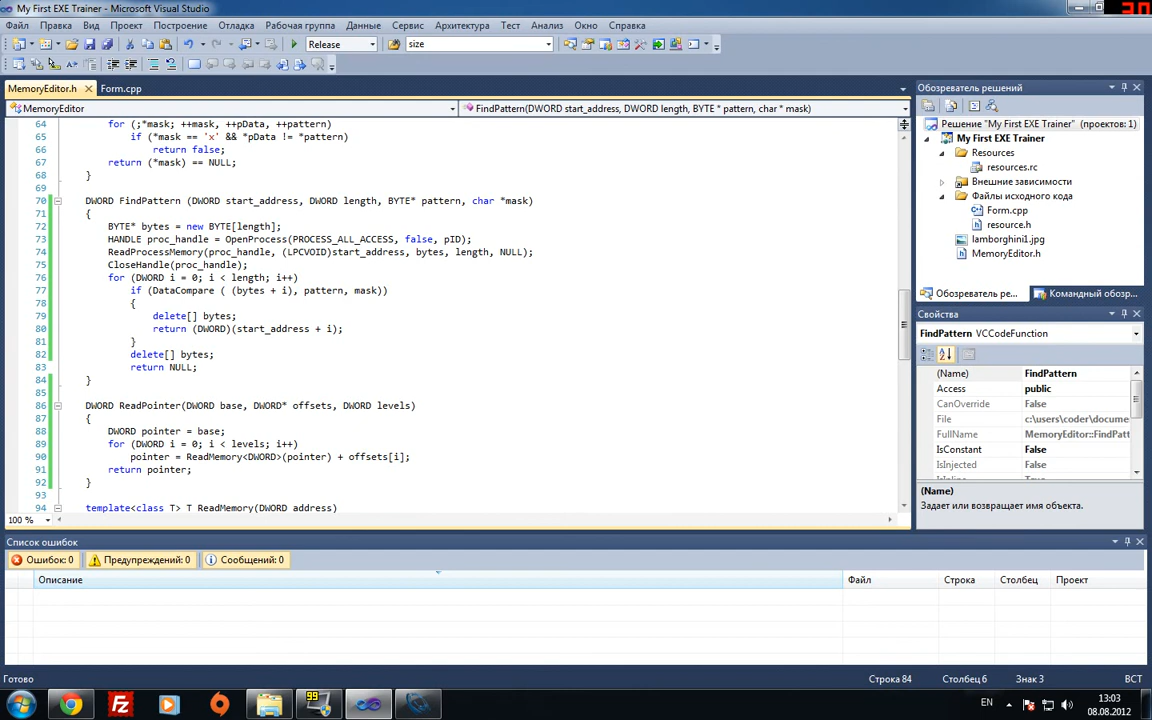 My First EXE Trainer - Microsoft Visual Studio
30
Файл Правка Вид Проект Построение Отладка Рабочая группа Данные Сервис Архитектура Тест Анализ Окно Справка
Release size
MemoryEditor.h Form.cpp
MemoryEditor FindPattern(DWORD start_address, DWORD length, BYTE * pattern, char * mask)
64 for (;*mask; ++mask, ++pData, ++pattern)
65 if (*mask == 'x' && *pData != *pattern)
66 return false;
67 return (*mask) == NULL;
68 }
69
70 DWORD FindPattern (DWORD start_address, DWORD length, BYTE* pattern, char *mask)
71 {
72 BYTE* bytes = new BYTE[length];
73 HANDLE proc_handle = OpenProcess(PROCESS_ALL_ACCESS, false, pID);
74 ReadProcessMemory(proc_handle, (LPCVOID)start_address, bytes, length, NULL);
75 CloseHandle(proc_handle);
76 for (DWORD i = 0; i < length; i++)
77 if (DataCompare ( (bytes + i), pattern, mask))
78 {
79 delete[] bytes;
80 return (DWORD)(start_address + i);
81 }
82 delete[] bytes;
83 return NULL;
84 }
85
86 DWORD ReadPointer(DWORD base, DWORD* offsets, DWORD levels)
87 {
88 DWORD pointer = base;
89 for (DWORD i = 0; i < levels; i++)
90 pointer = ReadMemory<DWORD>(pointer) + offsets[i];
91 return pointer;
92 }
93
94 template<class T> T ReadMemory(DWORD address)
100 %
Обозреватель решений
Решение "My First EXE Trainer" (проектов: 1)
My First EXE Trainer
Resources
resources.rc
Внешние зависимости
Файлы исходного кода
Form.cpp
resource.h
lamborghini1.jpg
MemoryEditor.h
Обозреватель ре... Командный обозр...
Свойства
FindPattern VCCodeFunction
(Name) FindPattern
Access public
CanOverride False
File c:\users\coder\docume
FullName MemoryEditor::FindPatt
IsConstant False
IsInjected False
(Name)
Задает или возвращает имя объекта.
Список ошибок
Ошибок: 0 Предупреждений: 0 Сообщений: 0
Описание Файл Строка Столбец Проект
Готово Строка 84 Столбец 6 Знак 3 ВСТ
99
EN 13:03
08.08.2012